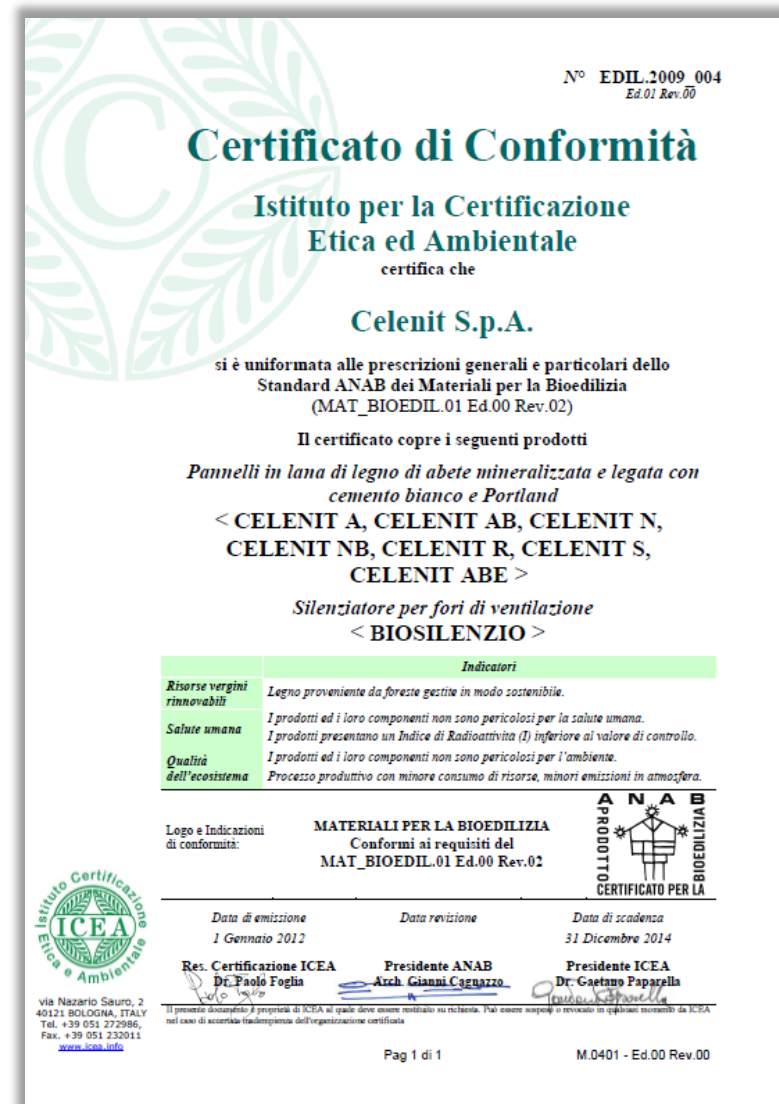 N° EDIL.2009_004
Ed.01 Rev.00
Certificato di Conformità
Istituto per la Certificazione
Etica ed Ambientale
certifica che
Celenit S.p.A.
si è uniformata alle prescrizioni generali e particolari dello
Standard ANAB dei Materiali per la Bioedilizia
(MAT_BIOEDIL.01 Ed.00 Rev.02)
Il certificato copre i seguenti prodotti
Pannelli in lana di legno di abete mineralizzata e legata con
cemento bianco e Portland
< CELENIT A, CELENIT AB, CELENIT N,
CELENIT NB, CELENIT R, CELENIT S,
CELENIT ABE >
Silenziatore per fori di ventilazione
< BIOSILENZIO >
Indicatori
Risorse vergini
rinnovabili
Legno proveniente da foreste gestite in modo sostenibile.
Salute umana
I prodotti ed i loro componenti non sono pericolosi per la salute umana.
I prodotti presentano un Indice di Radioattività (I) inferiore al valore di controllo.
Qualità
dell'ecosistema
I prodotti ed i loro componenti non sono pericolosi per l'ambiente.
Processo produttivo con minore consumo di risorse, minori emissioni in atmosfera.
Logo e Indicazioni
di conformità:
MATERIALI PER LA BIOEDILIZIA
Conformi ai requisiti del
MAT_BIOEDIL.01 Ed.00 Rev.02
ANAB
PRODOTTO
CERTIFICATO PER LA
BIOEDILIZIA
Data di emissione
1 Gennaio 2012
Data revisione
Data di scadenza
31 Dicembre 2014
Res. Certificazione ICEA
Dr. Paolo Foglia
Presidente ANAB
Arch. Gianni Cagnazzo
Presidente ICEA
Dr. Gaetano Paparella
Istituto Certificazione
ICEA
Etica e Ambientale
via Nazario Sauro, 2
40121 BOLOGNA, ITALY
Tel. +39 051 272986,
Fax. +39 051 232011
www.icea.info
Il presente documento è proprietà di ICEA al quale deve essere restituito su richiesta. Può essere sospeso o revocato in qualsiasi momento da ICEA
nel caso di accertata inadempienza dell'organizzazione certificata
Pag 1 di 1
M.0401 - Ed.00 Rev.00